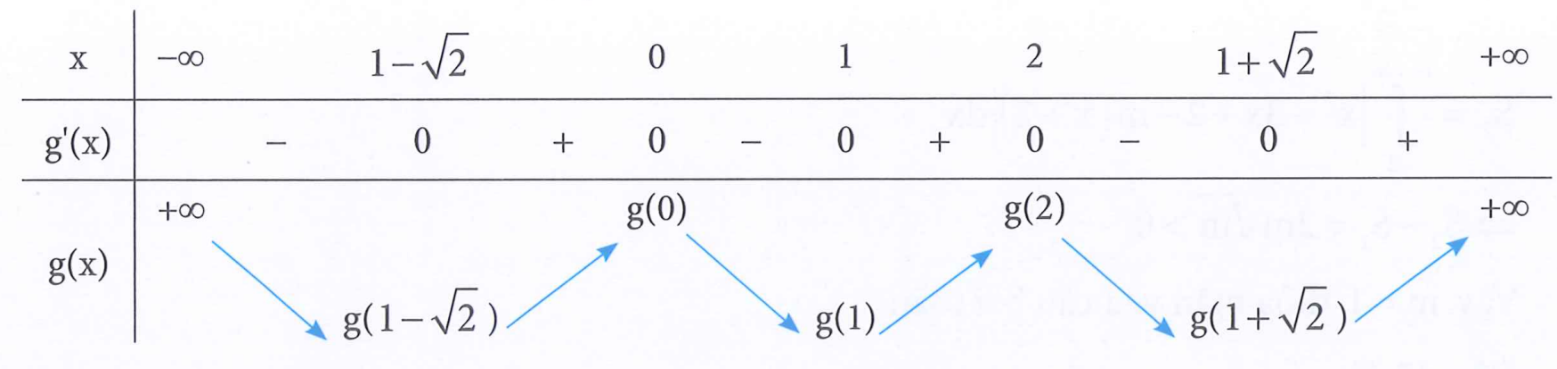 x −∞ 1−√2 0 1 2 1+√2 +∞
g'(x) − 0 + 0 − 0 + 0 − 0 +
+∞ g(0) g(2) +∞
g(x)
g(1−√2) g(1) g(1+√2)